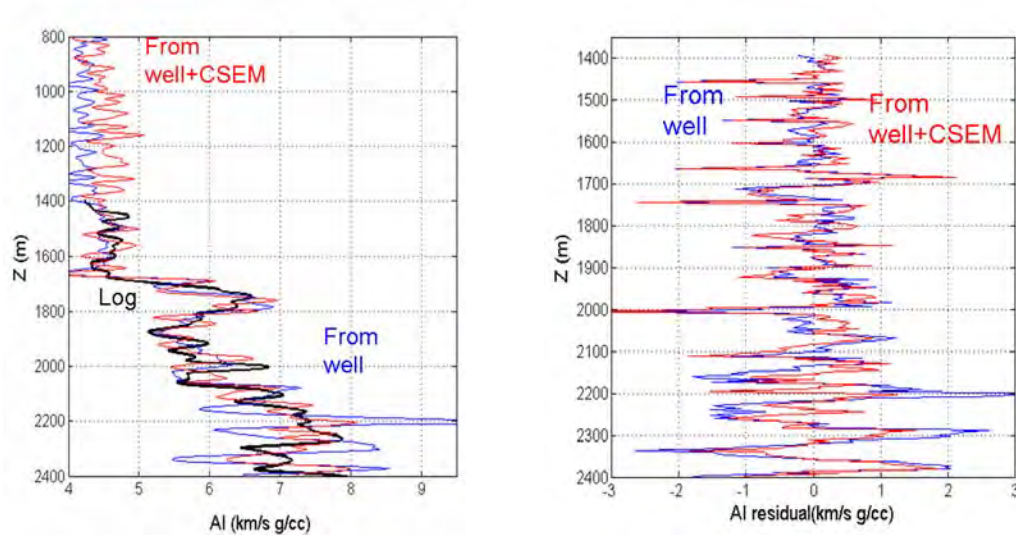 800
1000
1200
1400
1600
1800
2000
2200
2400
Z (m)
From
well+CSEM
Log
From
well
4
5
6
7
8
9
AI (km/s g/cc)
1400
1500
1600
1700
1800
1900
2000
2100
2200
2300
2400
Z (m)
From
well
From
well+CSEM
-3
-2
-1
0
1
2
3
AI residual(km/s g/cc)